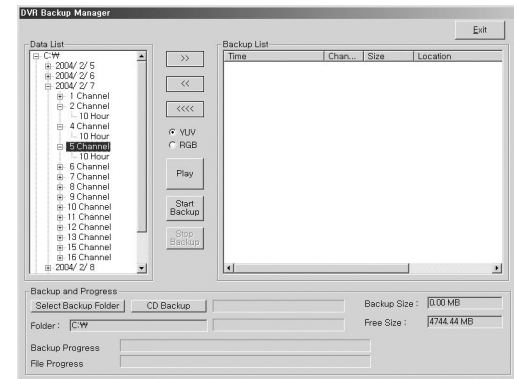 DVR Backup Manager
Exit
Data List
C:₩
2004/ 2/ 5
2004/ 2/ 6
2004/ 2/ 7
1 Channel
2 Channel
10 Hour
4 Channel
10 Hour
5 Channel
10 Hour
6 Channel
7 Channel
8 Channel
9 Channel
10 Channel
11 Channel
12 Channel
13 Channel
15 Channel
16 Channel
2004/ 2/ 8
>>
<<
<<<<
YUV
RGB
Play
Start
Backup
Stop
Backup
Backup List
Time Chan... Size Location
Backup and Progress
Select Backup Folder CD Backup Backup Size : 0.00 MB
Folder : C:₩ Free Size : 4744.44 MB
Backup Progress
File Progress